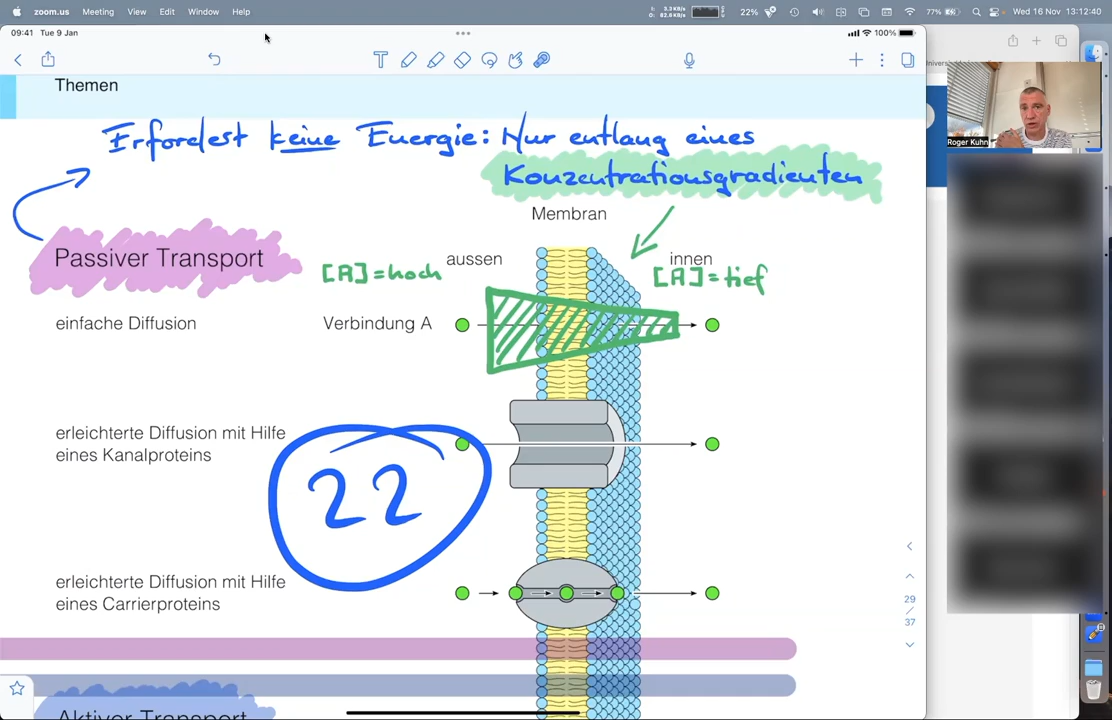 zoom.us Meeting View Edit Window Help
22% 77% Wed 16 Nov 13:12:40
09:41 Tue 9 Jan
100%
Themen
Erfordest keine Energie: Nur entlang eines
Konzentrationsgradienten
Membran
Passiver Transport
aussen
innen
[A]=hoch
[A]=tief
einfache Diffusion
Verbindung A
erleichterte Diffusion mit Hilfe
eines Kanalproteins
22
erleichterte Diffusion mit Hilfe
eines Carrierproteins
29
/
37
Aktiver Transport
Roger Kuhn